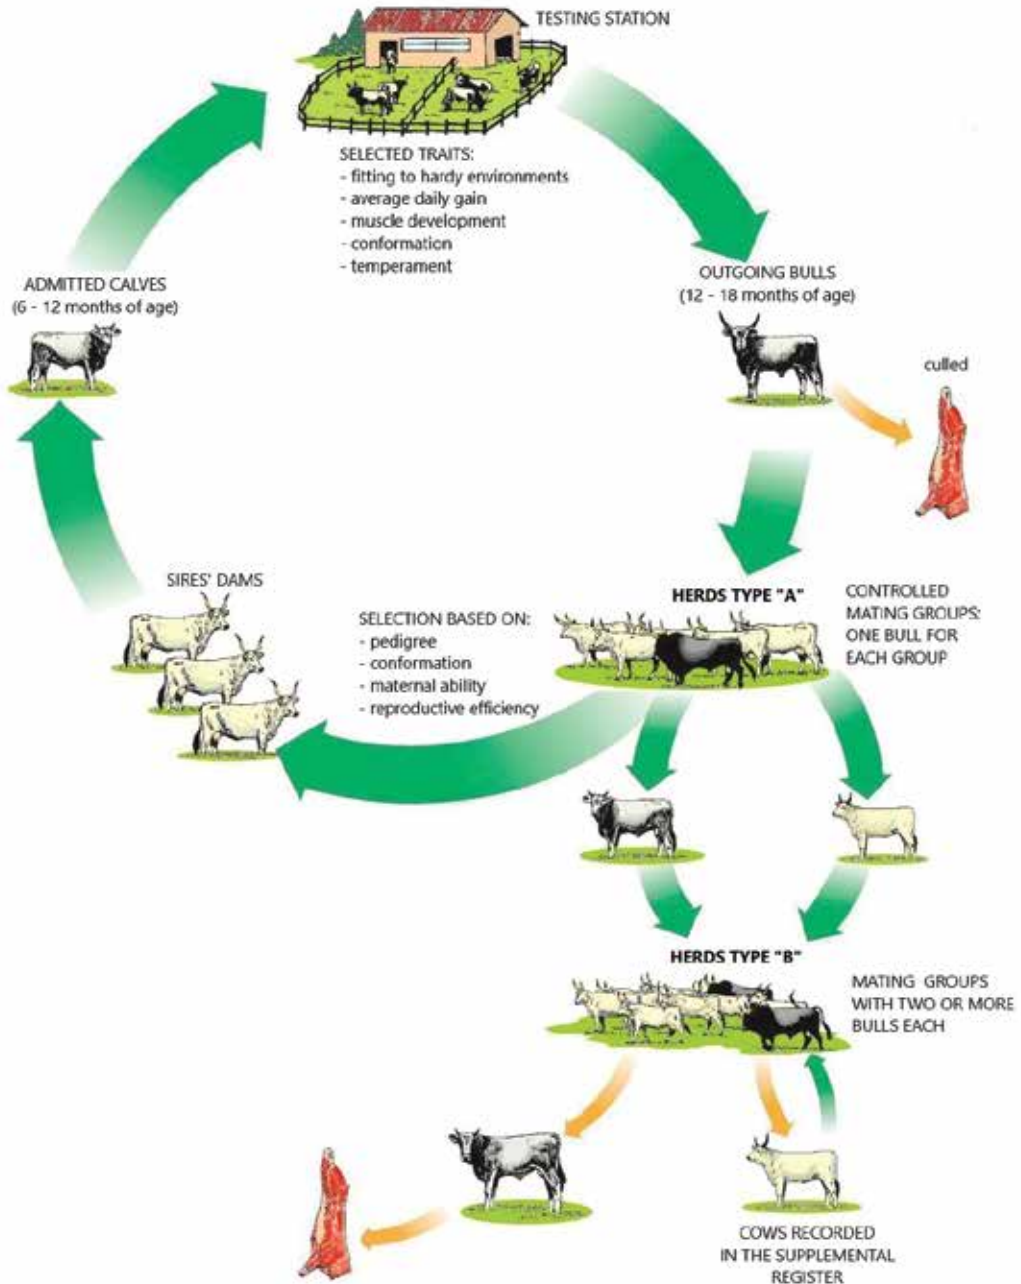 TESTING STATION
SELECTED TRAITS:
- fitting to hardy environments
- average daily gain
- muscle development
- conformation
- temperament
ADMITTED CALVES
(6 - 12 months of age)
OUTGOING BULLS
(12 - 18 months of age)
culled
SIRES' DAMS
SELECTION BASED ON:
- pedigree
- conformation
- maternal ability
- reproductive efficiency
HERDS TYPE "A"
CONTROLLED
MATING GROUPS:
ONE BULL FOR
EACH GROUP
HERDS TYPE "B"
MATING GROUPS
WITH TWO OR MORE
BULLS EACH
COWS RECORDED
IN THE SUPPLEMENTAL
REGISTER